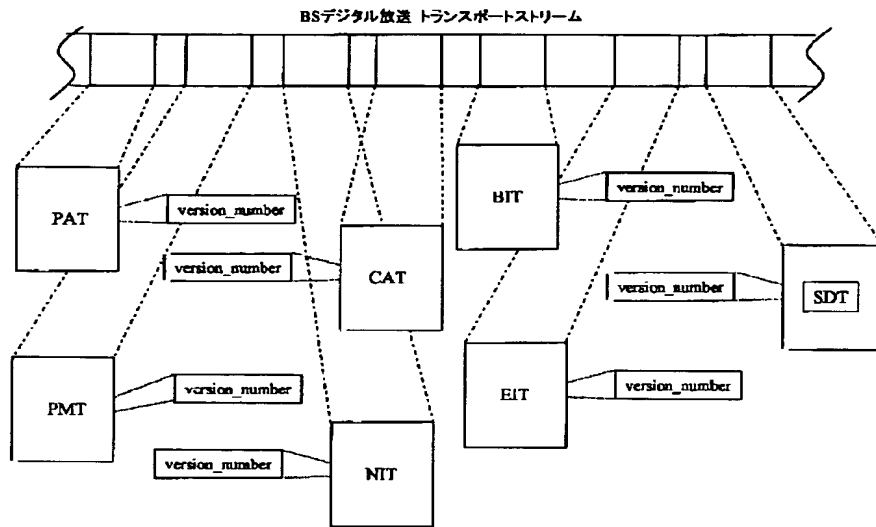 BSデジタル放送 トランスポートストリーム
PAT
version_number
BIT
version_number
version_number
CAT
version_number
SDT
PMT
version_number
EIT
version_number
version_number
NIT